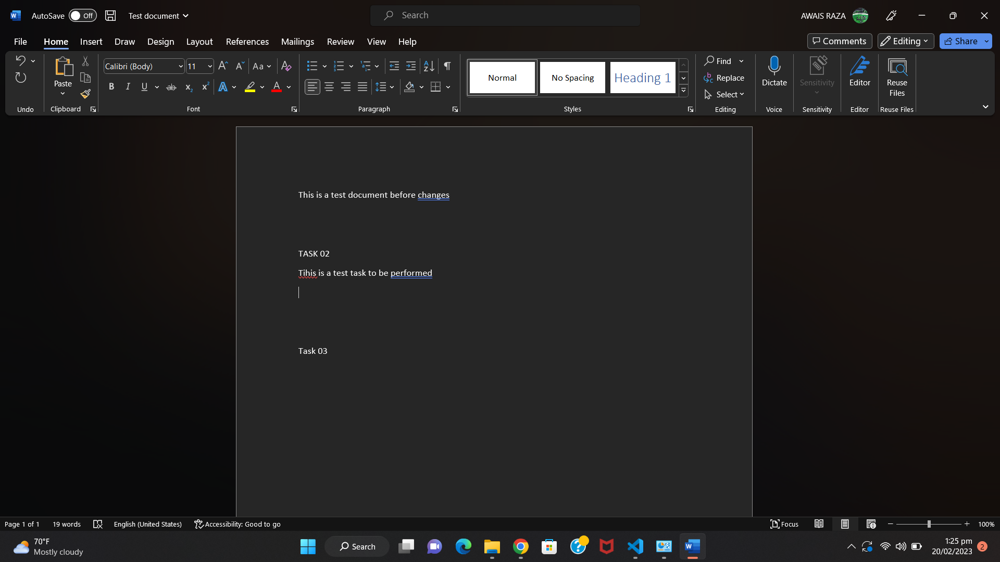 AutoSave Off Test document Search AWAIS RAZA
File Home Insert Draw Design Layout References Mailings Review View Help Comments Editing Share
Calibri (Body) 11 Aa Find
Paste Normal No Spacing Heading 1 Replace Dictate Sensitivity Editor Reuse Files
B I U ab x2 x2 A A Select
Undo Clipboard Font Paragraph Styles Editing Voice Sensitivity Editor Reuse Files
This is a test document before changes
TASK 02
Tihis is a test task to be performed
Task 03
Page 1 of 1 19 words English (United States) Accessibility: Good to go Focus 100%
70°F
Mostly cloudy
Search
1:25 pm
20/02/2023 2